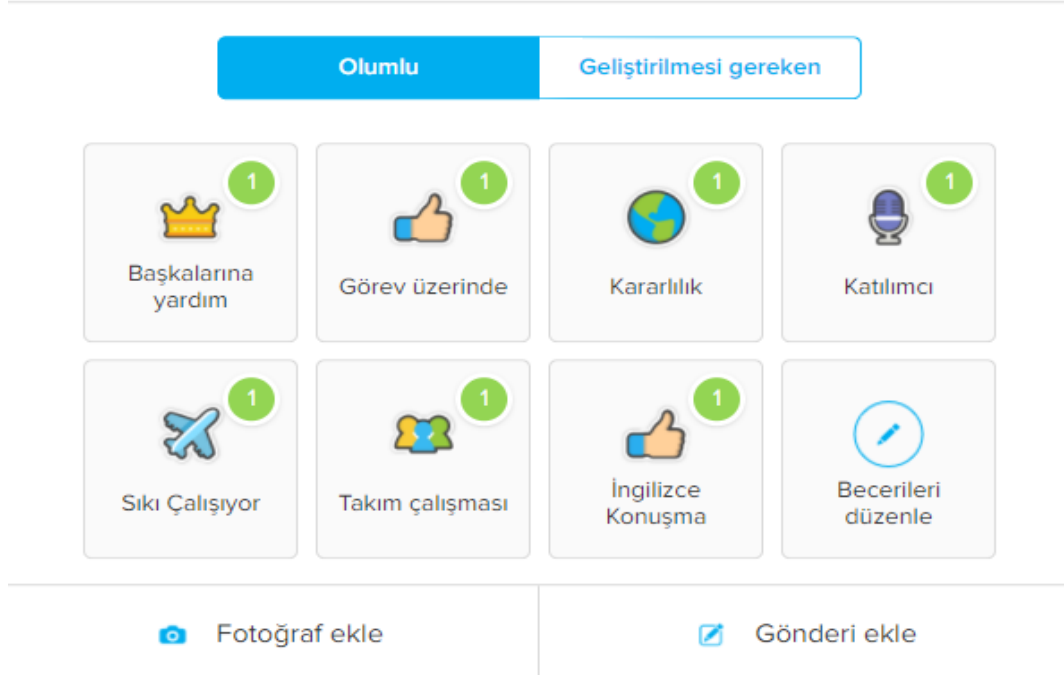 Olumlu
Geliştirilmesi gereken
1
1
1
1
Başkalarına
yardım
Görev üzerinde
Kararlılık
Katılımcı
1
1
1
Sıkı Çalışıyor
Takım çalışması
İngilizce
Konuşma
Becerileri
düzenle
Fotoğraf ekle
Gönderi ekle